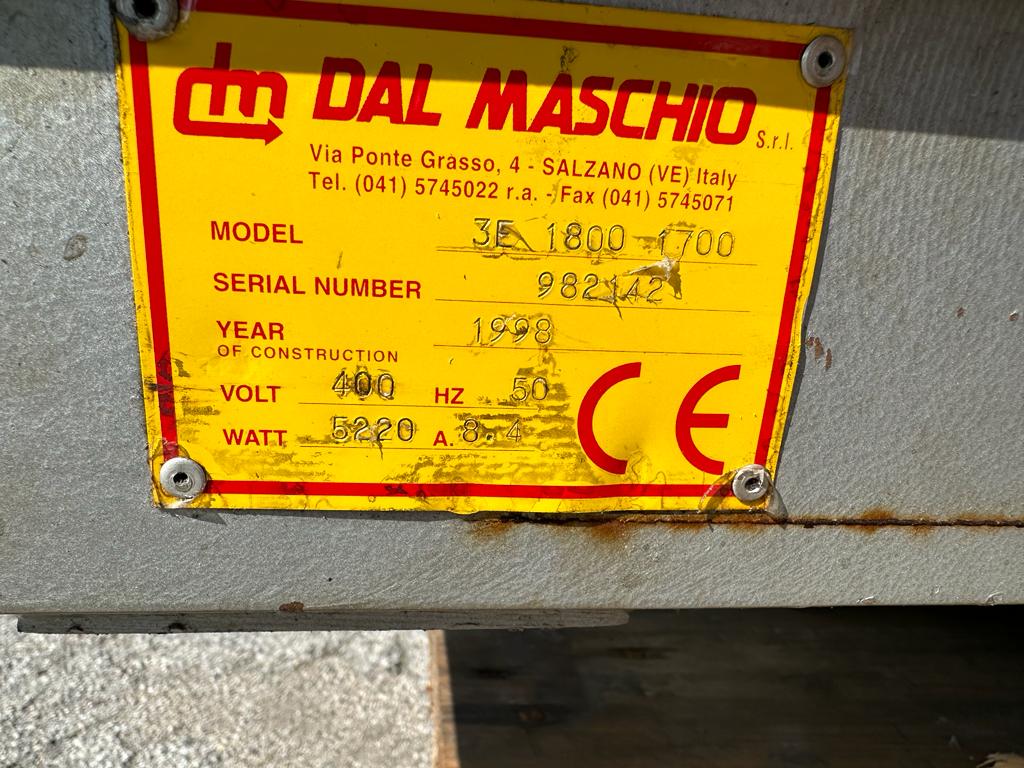 dm DAL MASCHIO S.r.l.
Via Ponte Grasso, 4 - SALZANO (VE) Italy
Tel. (041) 5745022 r.a. - Fax (041) 5745071
MODEL 3E 1800 1700
SERIAL NUMBER 982142
YEAR 1998
OF CONSTRUCTION
VOLT 400 HZ 50
WATT 5220 A. 8.4
CE